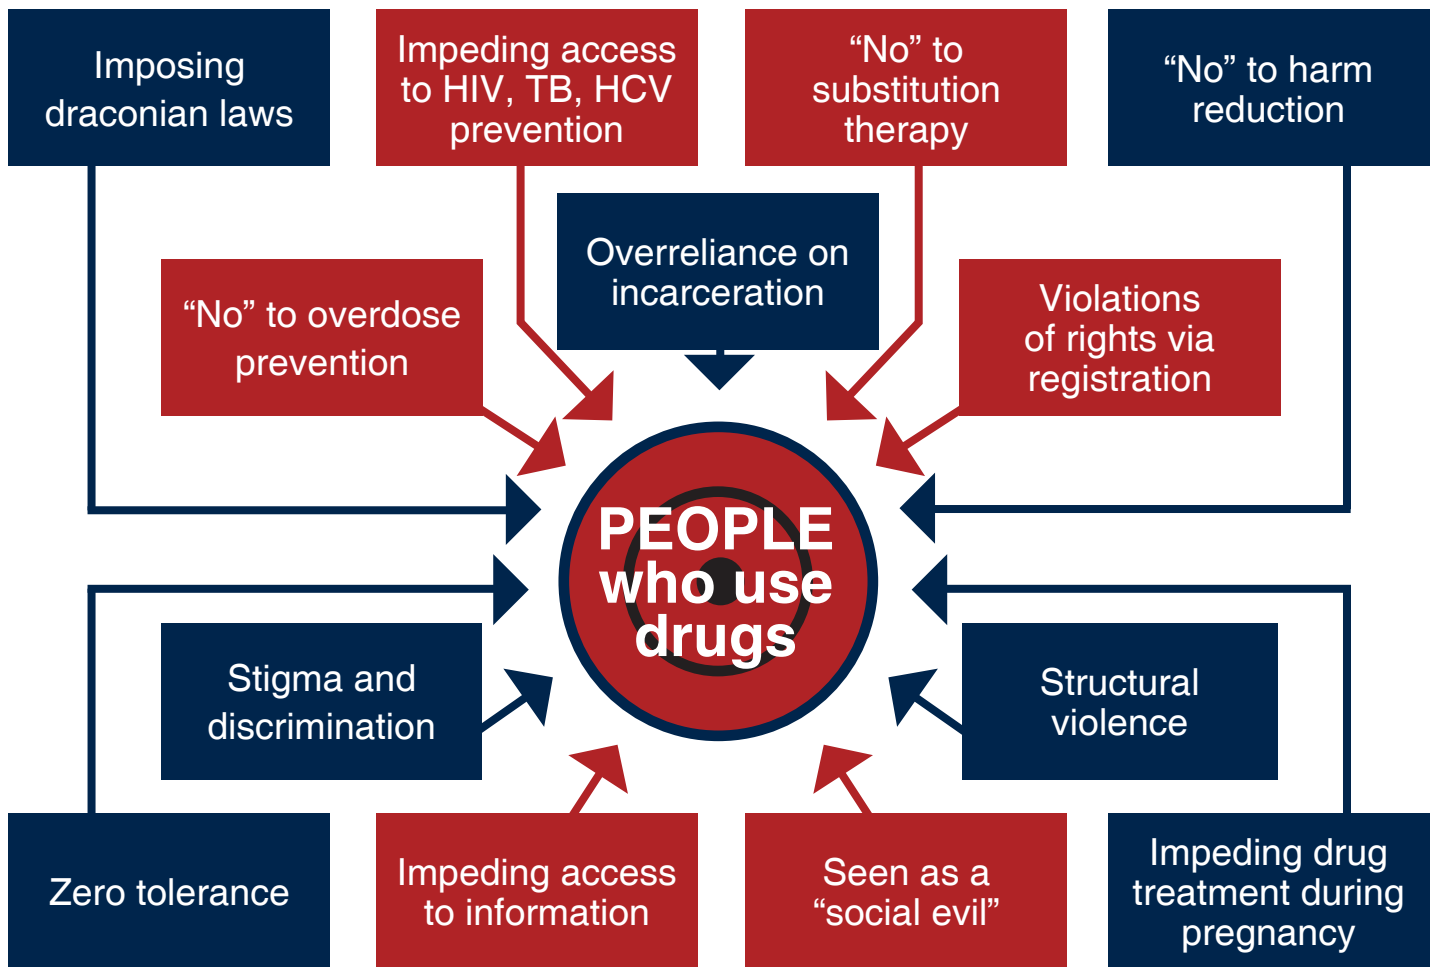 Imposing
draconian laws
Impeding access
to HIV, TB, HCV
prevention
“No” to
substitution
therapy
“No” to harm
reduction
“No” to overdose
prevention
Overreliance on
incarceration
Violations
of rights via
registration
PEOPLE
who use
drugs
Stigma and
discrimination
Structural
violence
Zero tolerance
Impeding access
to information
Seen as a
“social evil”
Impeding drug
treatment during
pregnancy